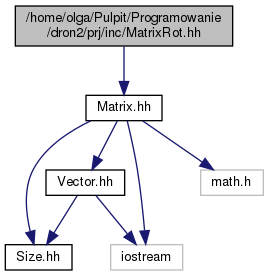 /home/olga/Pulpit/Programowanie
/dron2/prj/inc/MatrixRot.hh
Matrix.hh
Vector.hh
math.h
Size.hh
iostream